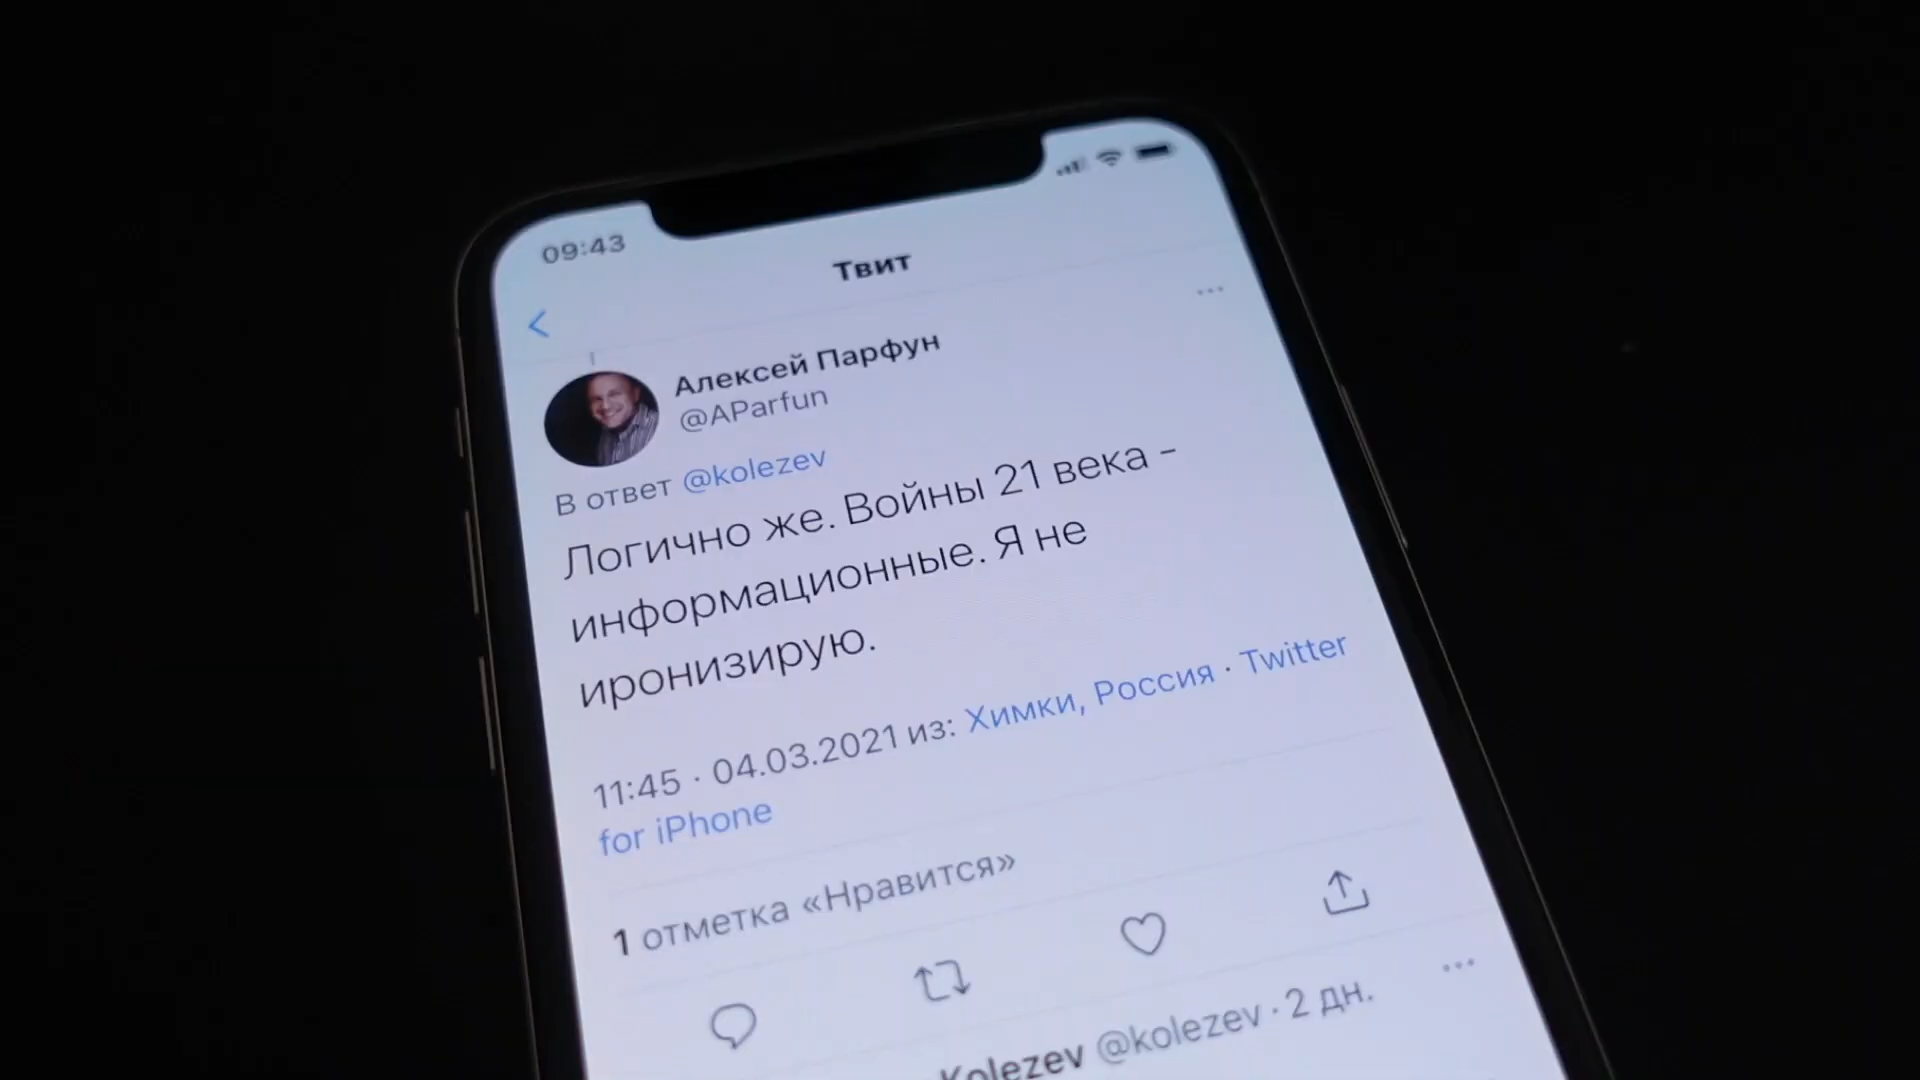 09:43
Твит
Алексей Парфун
@AParfun
В ответ @kolezev
Логично же. Войны 21 века -
информационные. Я не
иронизирую.
11:45 · 04.03.2021 из: Химки, Россия · Twitter
for iPhone
1 отметка «Нравится»
Kolezev @kolezev · 2 дн.